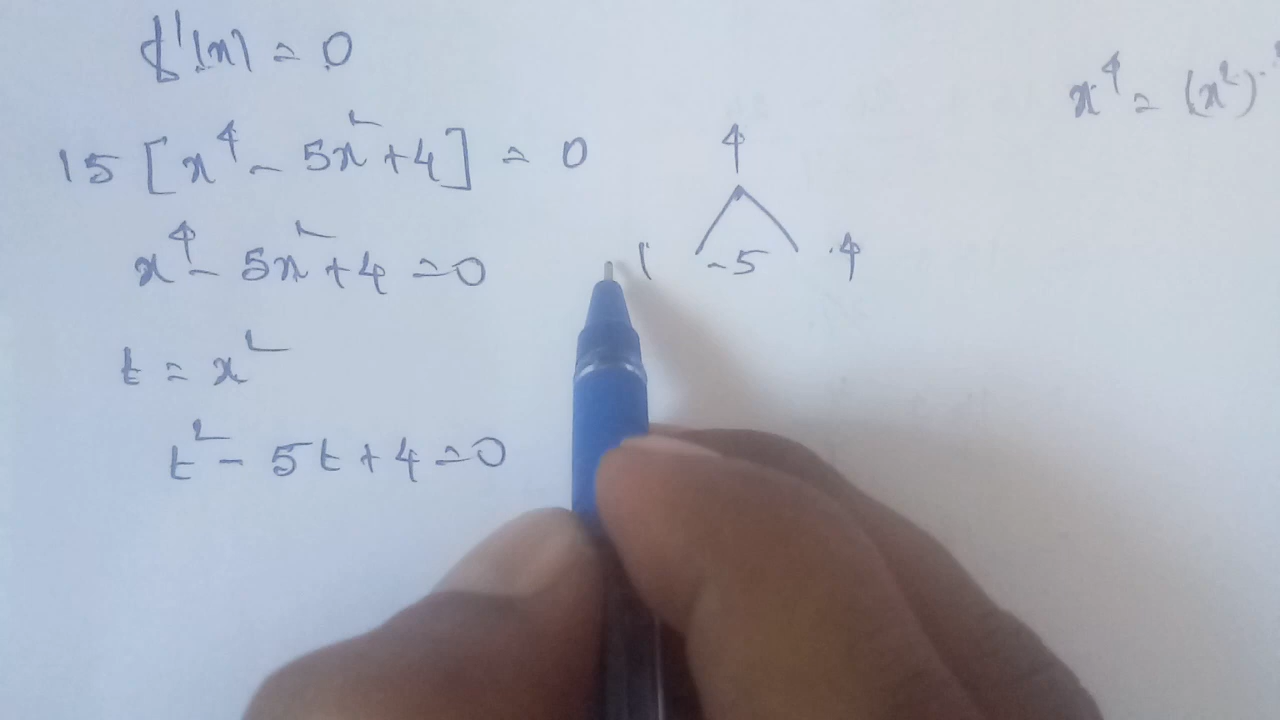 f'(x) = 0
15 [x⁴ - 5x² + 4] = 0
x⁴ - 5x² + 4 = 0
t = x²
t² - 5t + 4 = 0
4
1 -5 4
x⁴ = (x²)